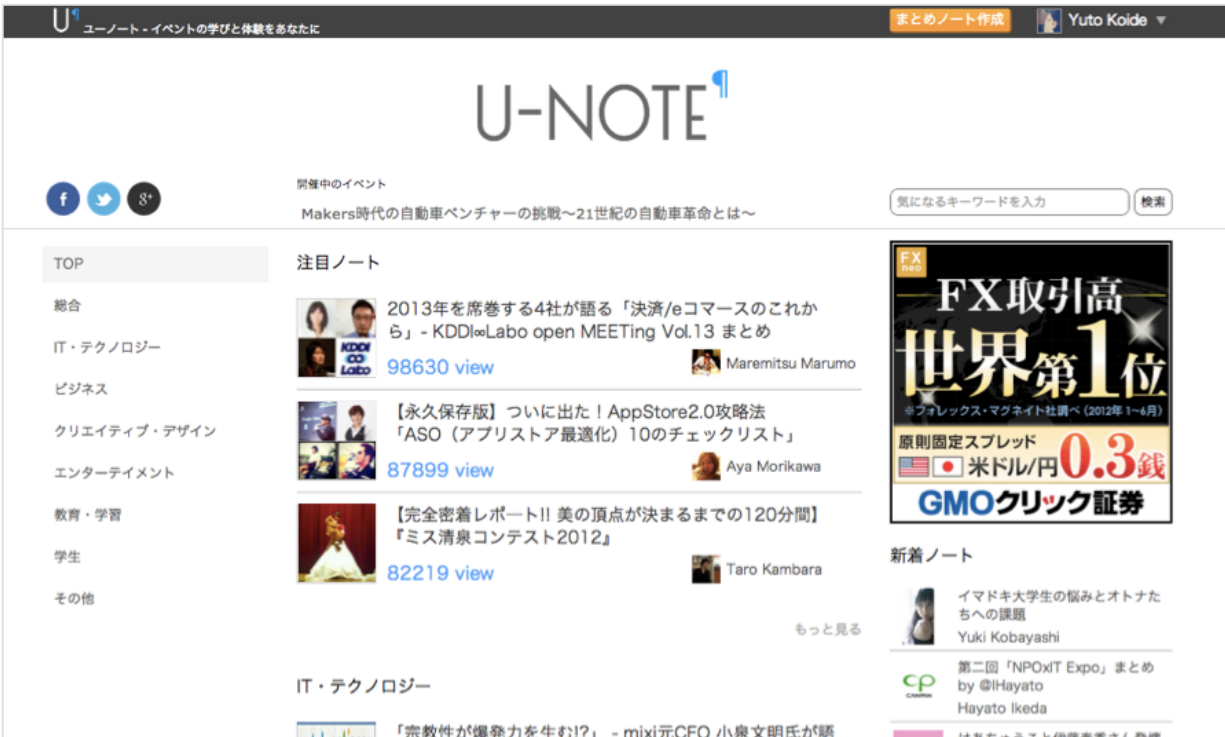 U¶ ユーノート - イベントの学びと体験をあなたに
まとめノート作成
Yuto Koide ▼
U-NOTE¶
f
g+
開催中のイベント
Makers時代の自動車ベンチャーの挑戦〜21世紀の自動車革命とは〜
気になるキーワードを入力
検索
TOP
総合
IT・テクノロジー
ビジネス
クリエイティブ・デザイン
エンターテイメント
教育・学習
学生
その他
注目ノート
2013年を席巻する4社が語る「決済/eコマースのこれか
ら」- KDDI∞Labo open MEETing Vol.13 まとめ
KDDI
∞
Labo
98630 view
Maremitsu Marumo
【永久保存版】ついに出た！AppStore2.0攻略法
「ASO（アプリストア最適化）10のチェックリスト」
87899 view
Aya Morikawa
【完全密着レポート!! 美の頂点が決まるまでの120分間】
『ミス清泉コンテスト2012』
82219 view
Taro Kambara
もっと見る
IT・テクノロジー
「宗教性が爆発力を生む!?」 - mixi元CFO 小泉文明氏が語
FX
neo
FX取引高
世界第1位
※フォレックス・マグネイト社調べ（2012年 1〜6月）
原則固定スプレッド
米ドル/円0.3銭
GMOクリック証券
新着ノート
イマドキ大学生の悩みとオトナた
ちへの課題
Yuki Kobayashi
第二回「NPOxIT Expo」まとめ
by @IHayato
Hayato Ikeda
CANPAN